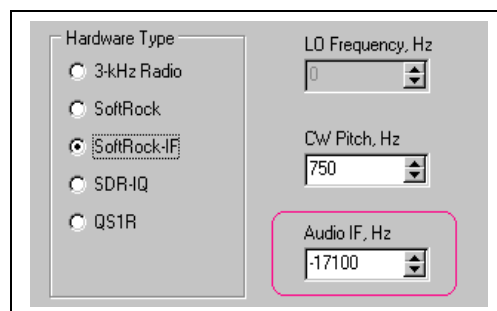 Hardware Type
3-kHz Radio
SoftRock
SoftRock-IF
SDR-IQ
QS1R
LO Frequency, Hz
0
CW Pitch, Hz
750
Audio IF, Hz
-17100